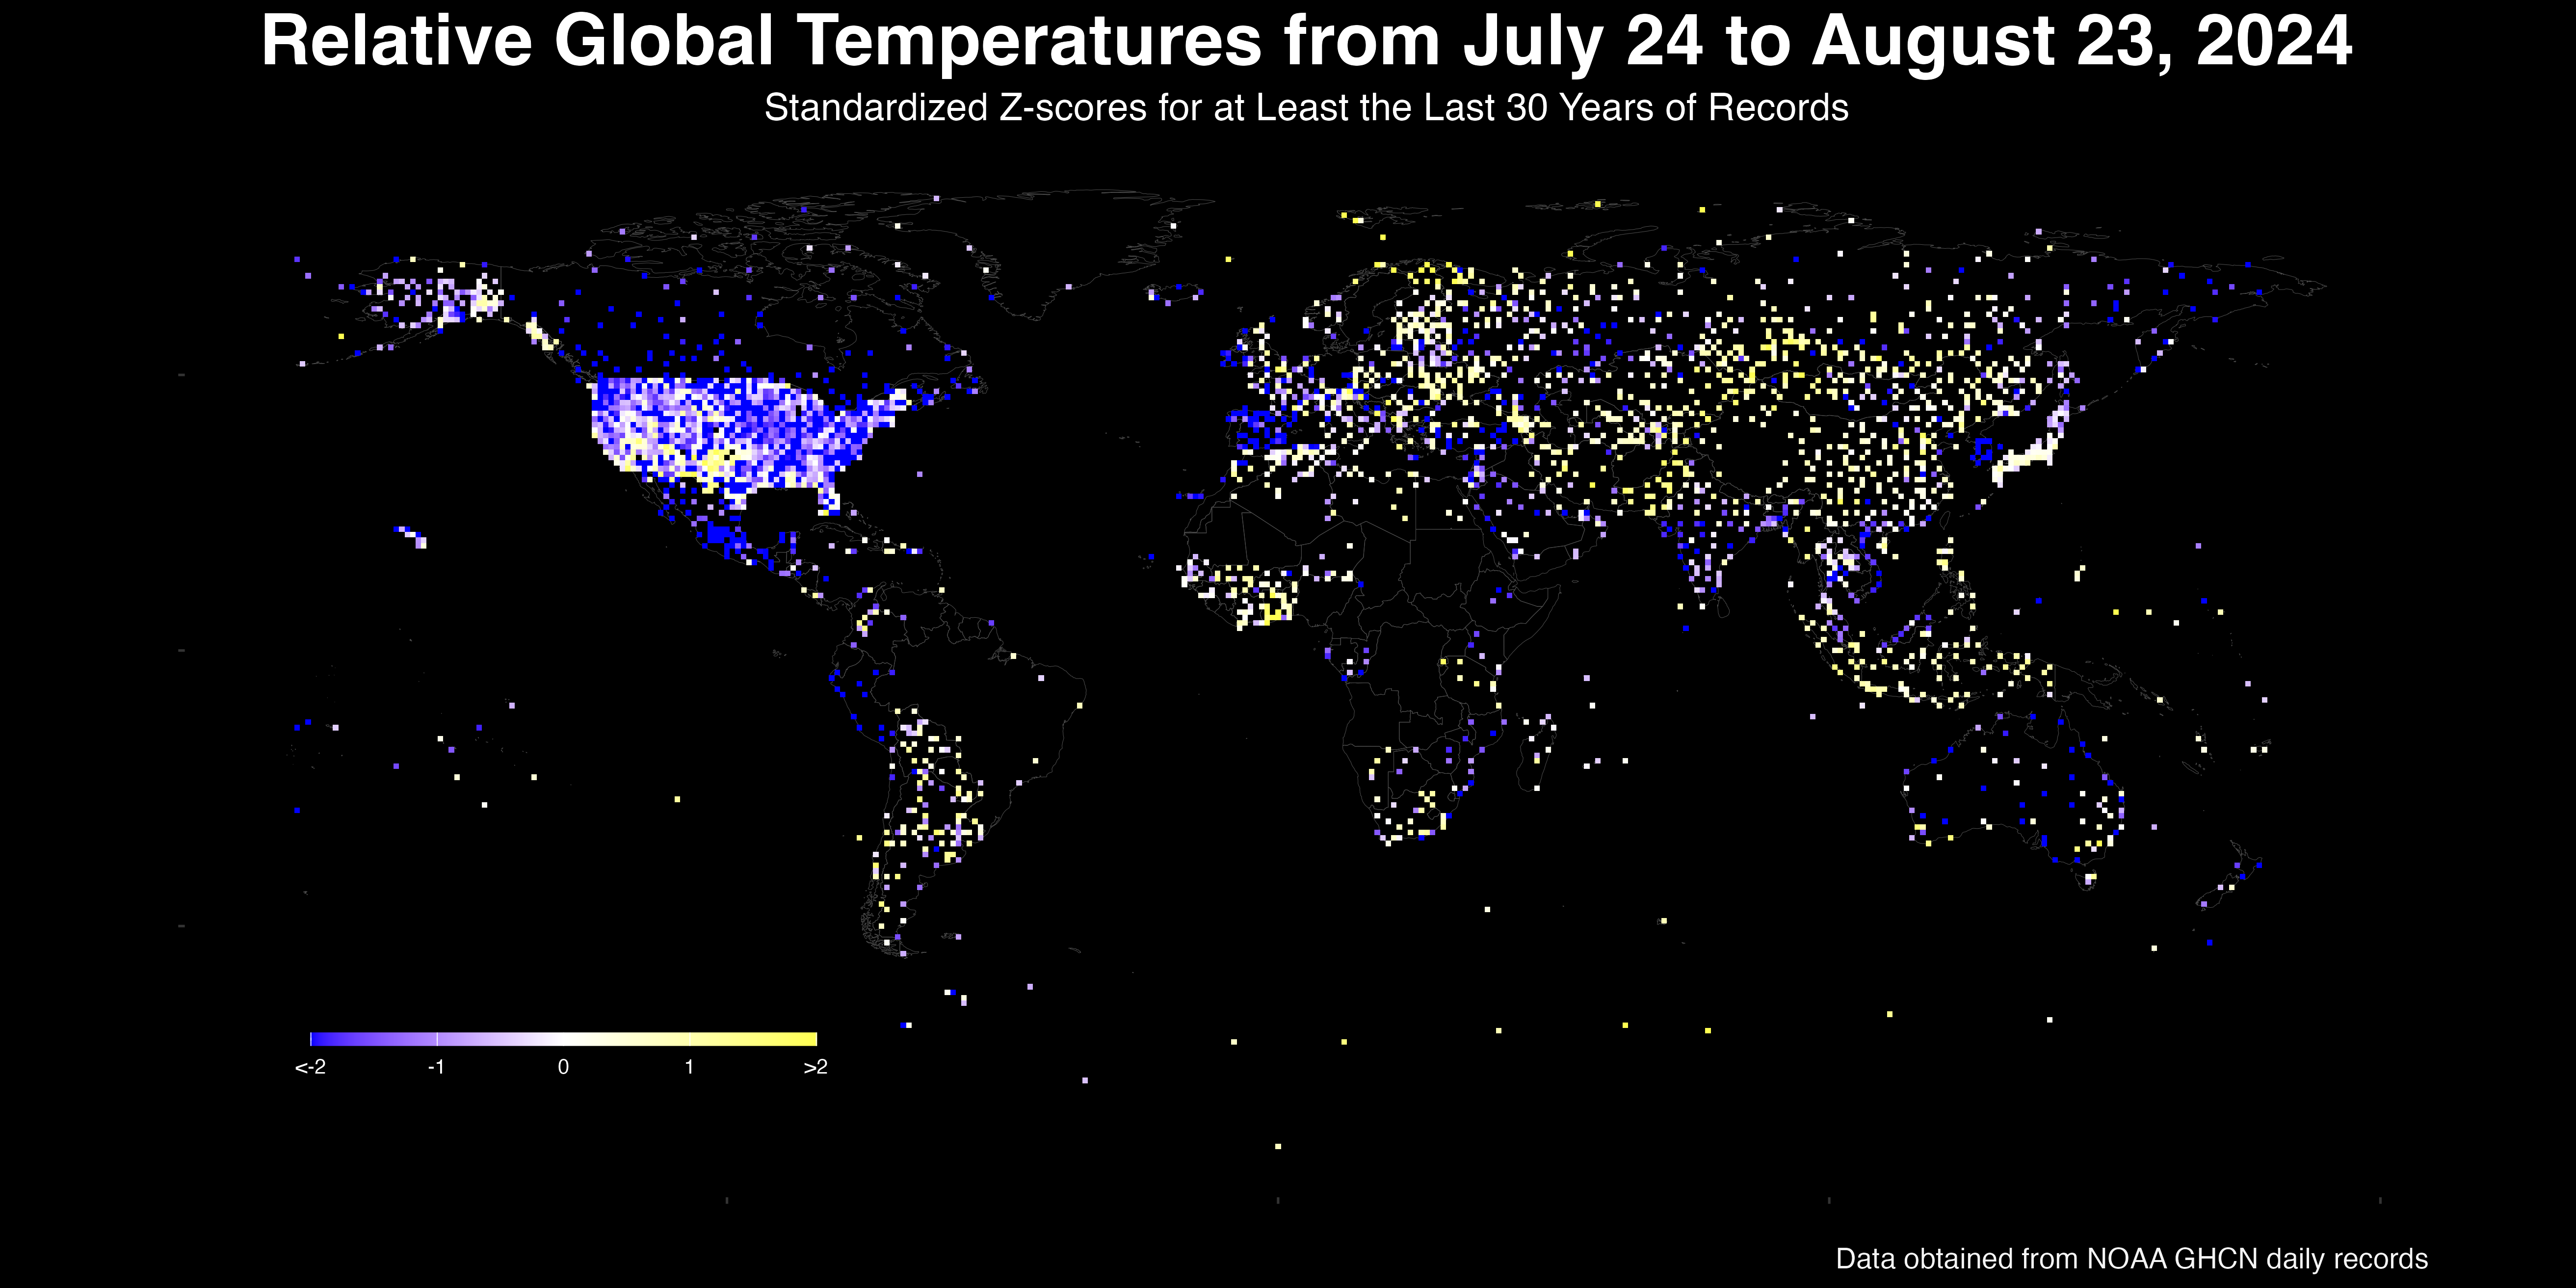 Relative Global Temperatures from July 24 to August 23, 2024
Standardized Z-scores for at Least the Last 30 Years of Records
<-2 -1 0 1 >2
Data obtained from NOAA GHCN daily records